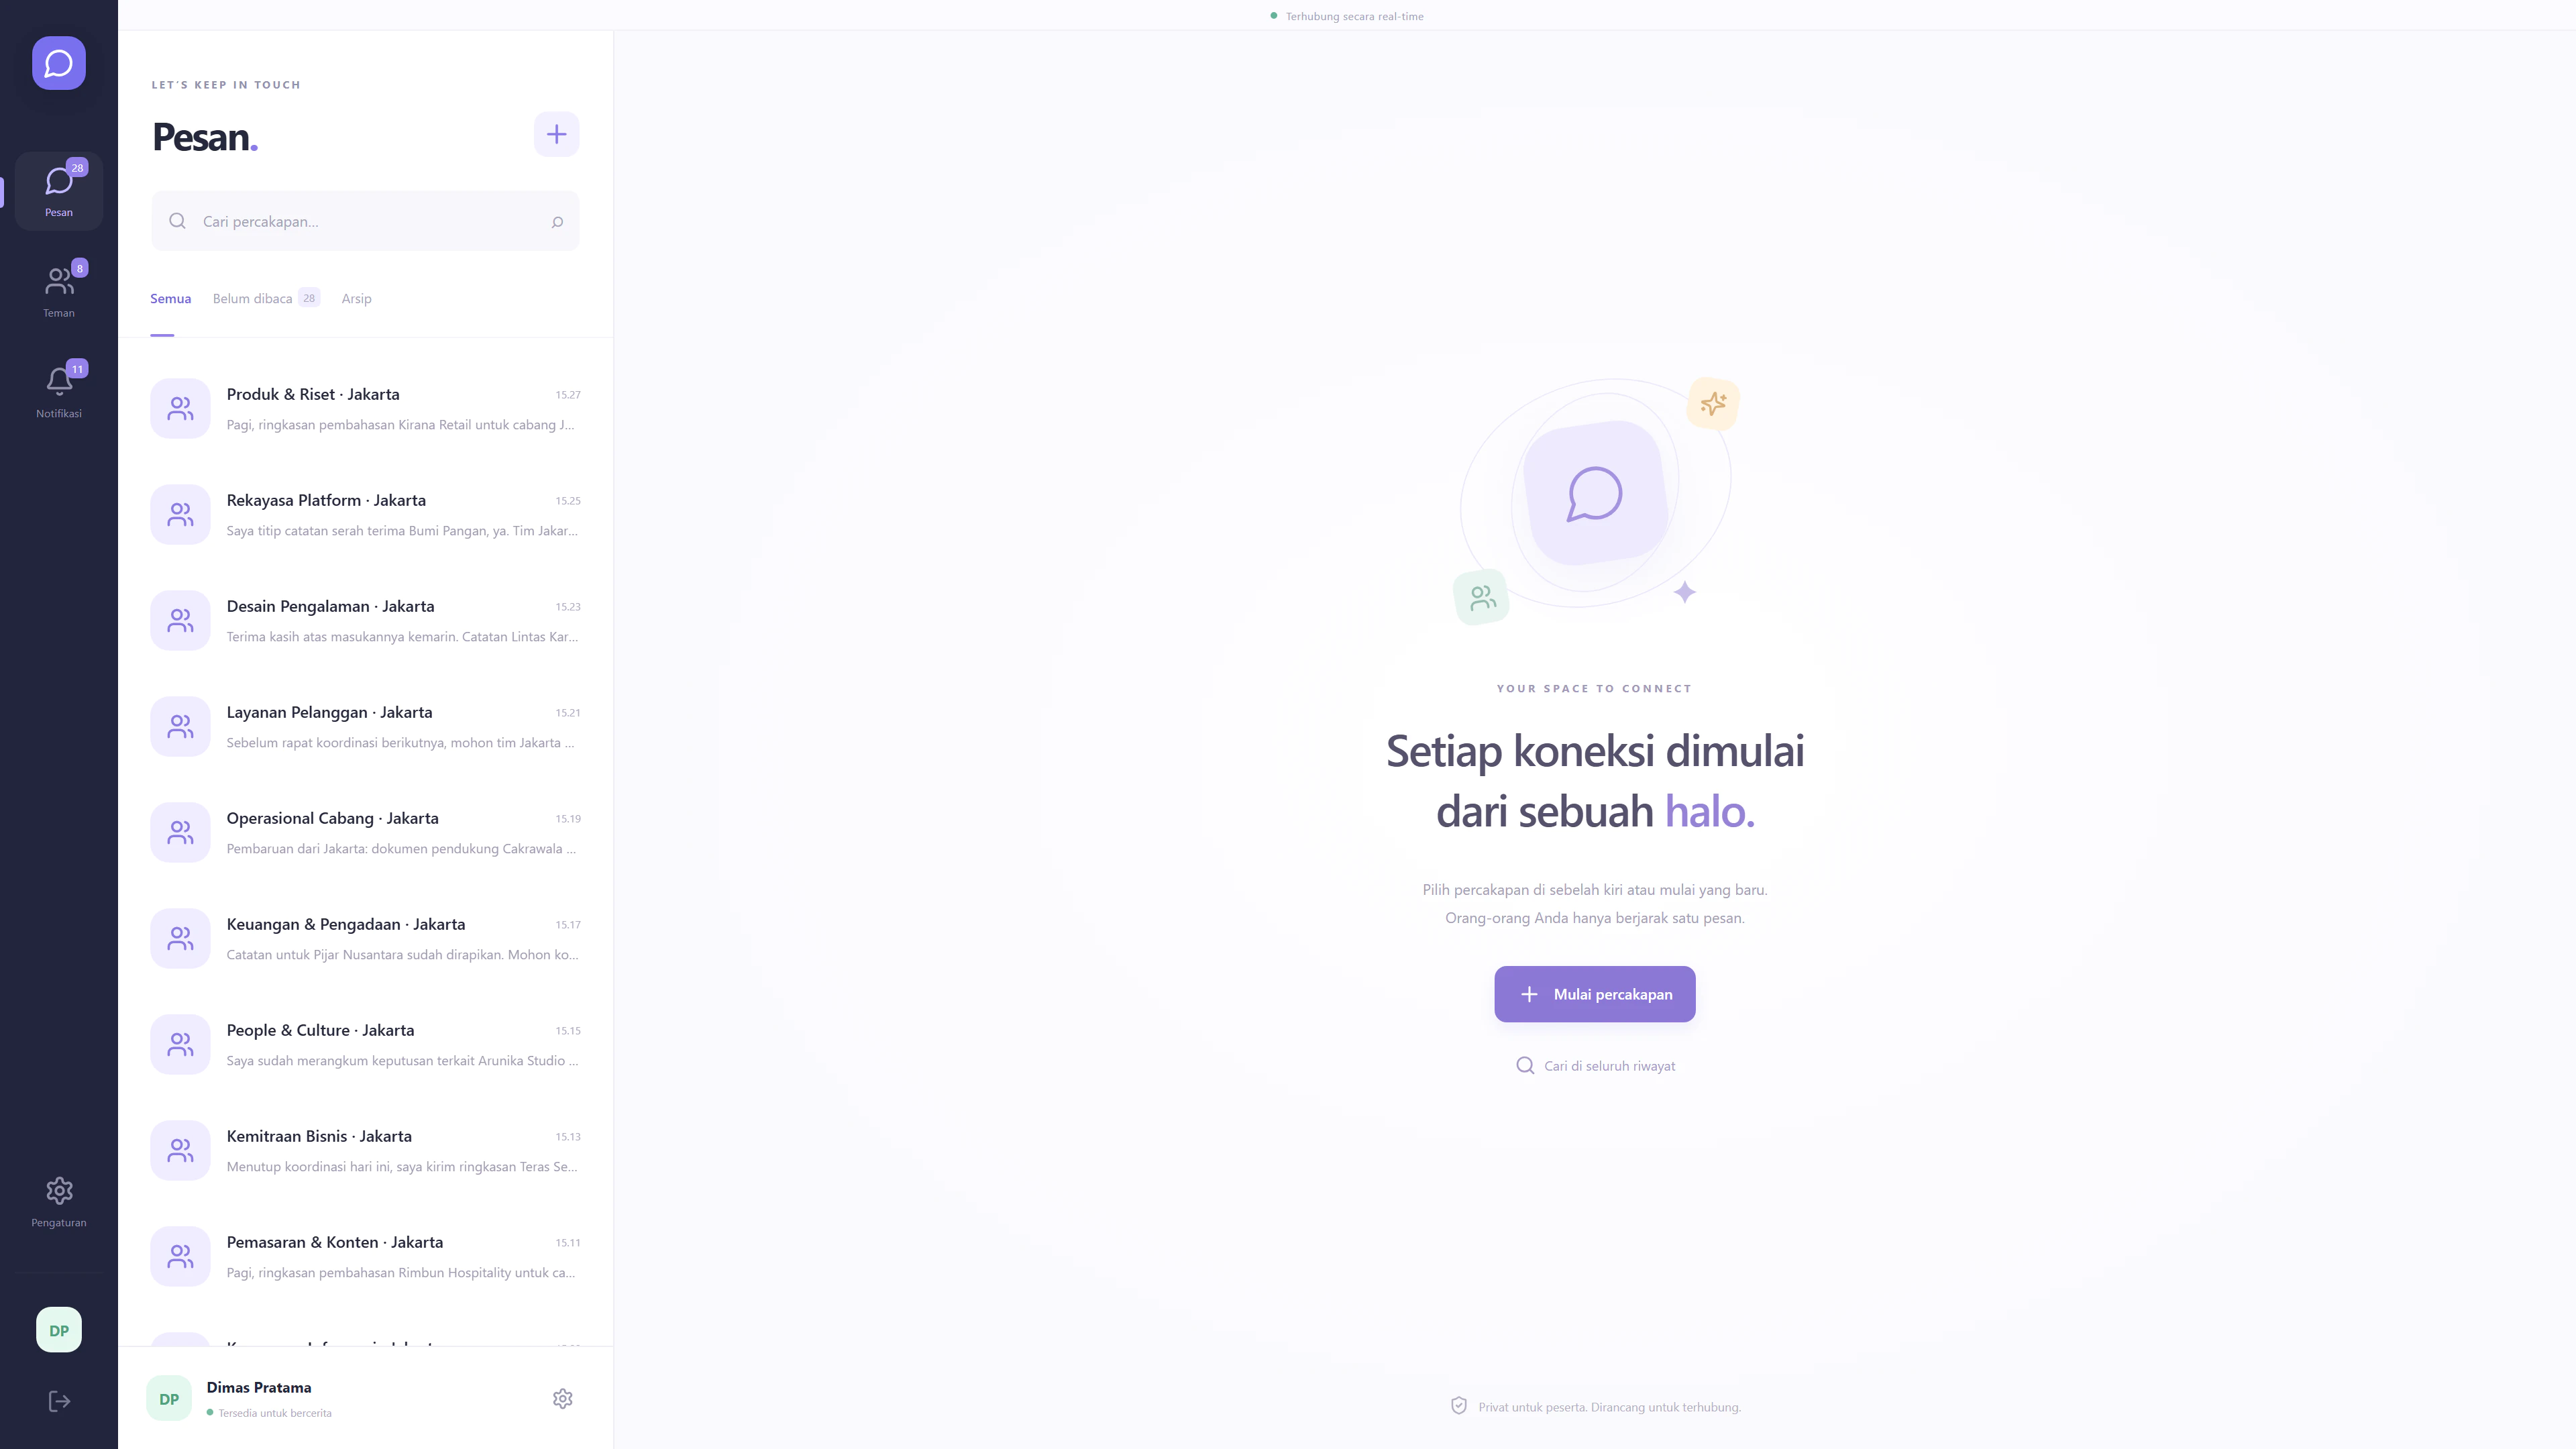 Terhubung secara real-time
28
Pesan
8
Teman
11
Notifikasi
Pengaturan
DP
LET'S KEEP IN TOUCH
Pesan.
Cari percakapan...
Semua
Belum dibaca 28
Arsip
Produk & Riset · Jakarta
15.27
Pagi, ringkasan pembahasan Kirana Retail untuk cabang J...
Rekayasa Platform · Jakarta
15.25
Saya titip catatan serah terima Bumi Pangan, ya. Tim Jakar...
Desain Pengalaman · Jakarta
15.23
Terima kasih atas masukannya kemarin. Catatan Lintas Kar...
Layanan Pelanggan · Jakarta
15.21
Sebelum rapat koordinasi berikutnya, mohon tim Jakarta ...
Operasional Cabang · Jakarta
15.19
Pembaruan dari Jakarta: dokumen pendukung Cakrawala ...
Keuangan & Pengadaan · Jakarta
15.17
Catatan untuk Pijar Nusantara sudah dirapikan. Mohon ko...
People & Culture · Jakarta
15.15
Saya sudah merangkum keputusan terkait Arunika Studio ...
Kemitraan Bisnis · Jakarta
15.13
Menutup koordinasi hari ini, saya kirim ringkasan Teras Se...
Pemasaran & Konten · Jakarta
15.11
Pagi, ringkasan pembahasan Rimbun Hospitality untuk ca...
DP
Dimas Pratama
Tersedia untuk bercerita
YOUR SPACE TO CONNECT
Setiap koneksi dimulai
dari sebuah halo.
Pilih percakapan di sebelah kiri atau mulai yang baru.
Orang-orang Anda hanya berjarak satu pesan.
Mulai percakapan
Cari di seluruh riwayat
Privat untuk peserta. Dirancang untuk terhubung.